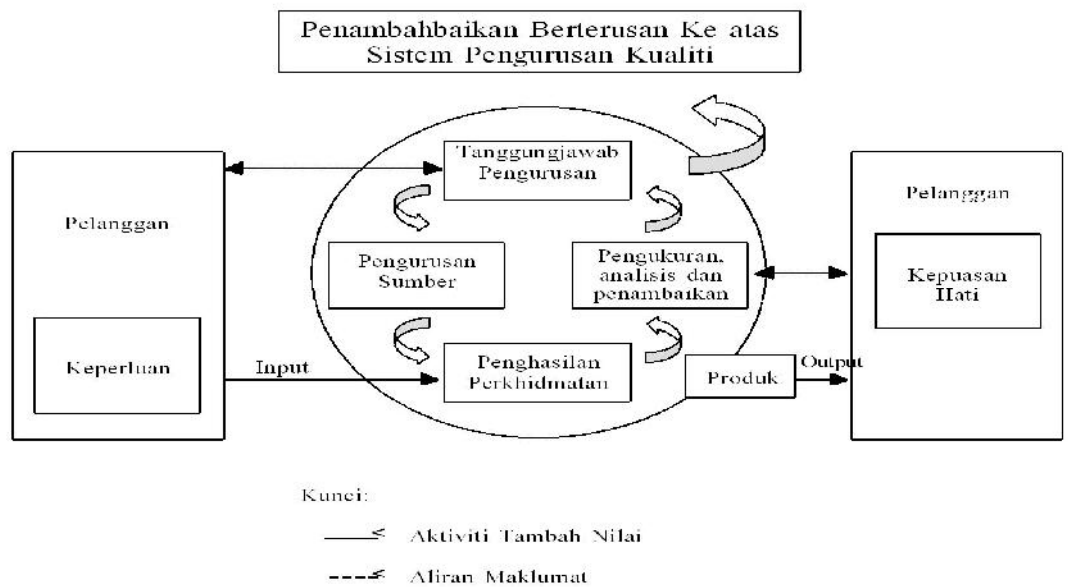 Penambahbaikan Berterusan Ke atas
Sistem Pengurusan Kualiti
Tanggungjawab
Pengurusan
Pelanggan
Pelanggan
Pengurusan
Sumber
Pengukuran,
analisis dan
penambaikan
Kepuasan
Hati
Keperluan
Input
Penghasilan
Perkhidmatan
Produk
Output
Kunci:
Aktiviti Tambah Nilai
Aliran Maklumat